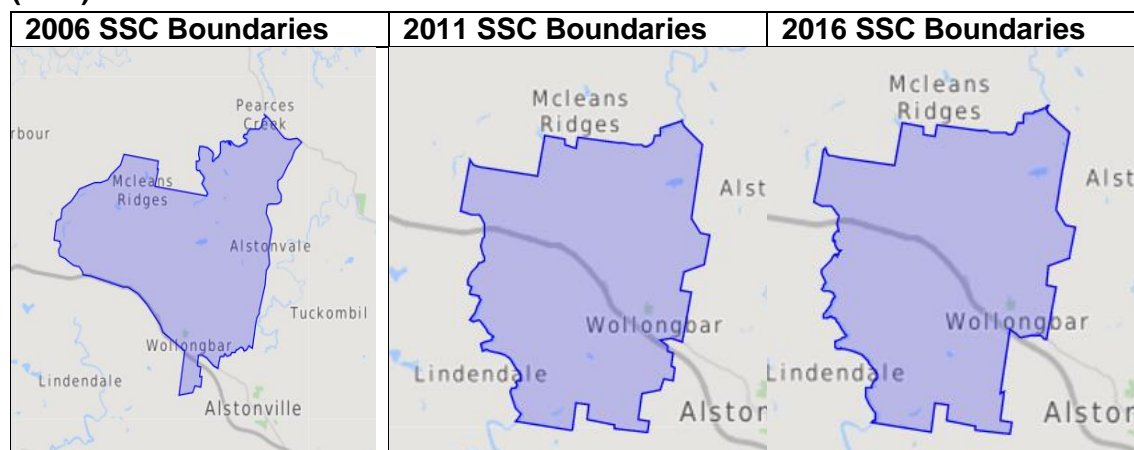 2006 SSC Boundaries
2011 SSC Boundaries
2016 SSC Boundaries
Pearces
Creek
rbour
Mcleans
Ridges
Alstonvale
Tuckombil
Wollongbar
Lindendale
Alstonville
Mcleans
Ridges
Alst
Wollongbar
Lindendale
Alstor
Mcleans
Ridges
Alst
Wollongbar
Lindendale
Alstor